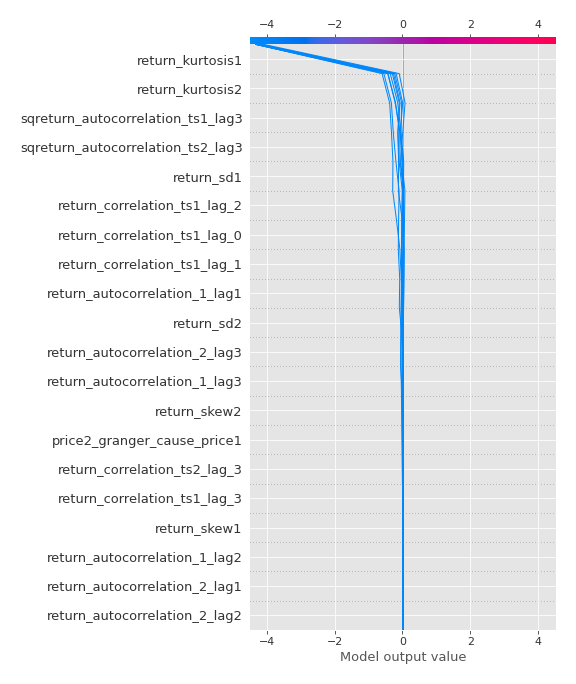 −4 −2 0 2 4
return_kurtosis1
return_kurtosis2
sqreturn_autocorrelation_ts1_lag3
sqreturn_autocorrelation_ts2_lag3
return_sd1
return_correlation_ts1_lag_2
return_correlation_ts1_lag_0
return_correlation_ts1_lag_1
return_autocorrelation_1_lag1
return_sd2
return_autocorrelation_2_lag3
return_autocorrelation_1_lag3
return_skew2
price2_granger_cause_price1
return_correlation_ts2_lag_3
return_correlation_ts1_lag_3
return_skew1
return_autocorrelation_1_lag2
return_autocorrelation_2_lag1
return_autocorrelation_2_lag2
−4 −2 0 2 4
Model output value